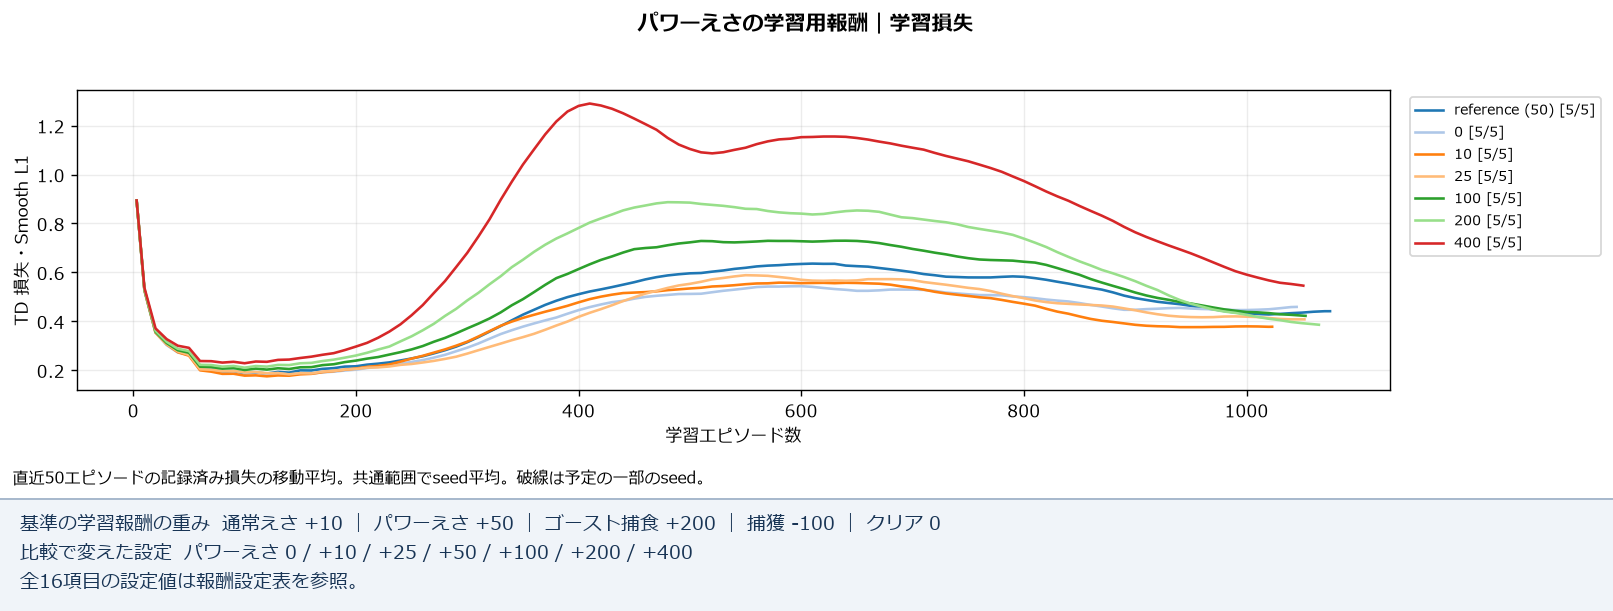 パワーえさの学習用報酬｜学習損失
TD 損失・Smooth L1
1.2
1.0
0.8
0.6
0.4
0.2
0
200
400
600
800
1000
学習エピソード数
reference (50) [5/5]
0 [5/5]
10 [5/5]
25 [5/5]
100 [5/5]
200 [5/5]
400 [5/5]
直近50エピソードの記録済み損失の移動平均。共通範囲でseed平均。破線は予定の一部のseed。
基準の学習報酬の重み 通常えさ +10 ｜ パワーえさ +50 ｜ ゴースト捕食 +200 ｜ 捕獲 -100 ｜ クリア 0
比較で変えた設定 パワーえさ 0 / +10 / +25 / +50 / +100 / +200 / +400
全16項目の設定値は報酬設定表を参照。